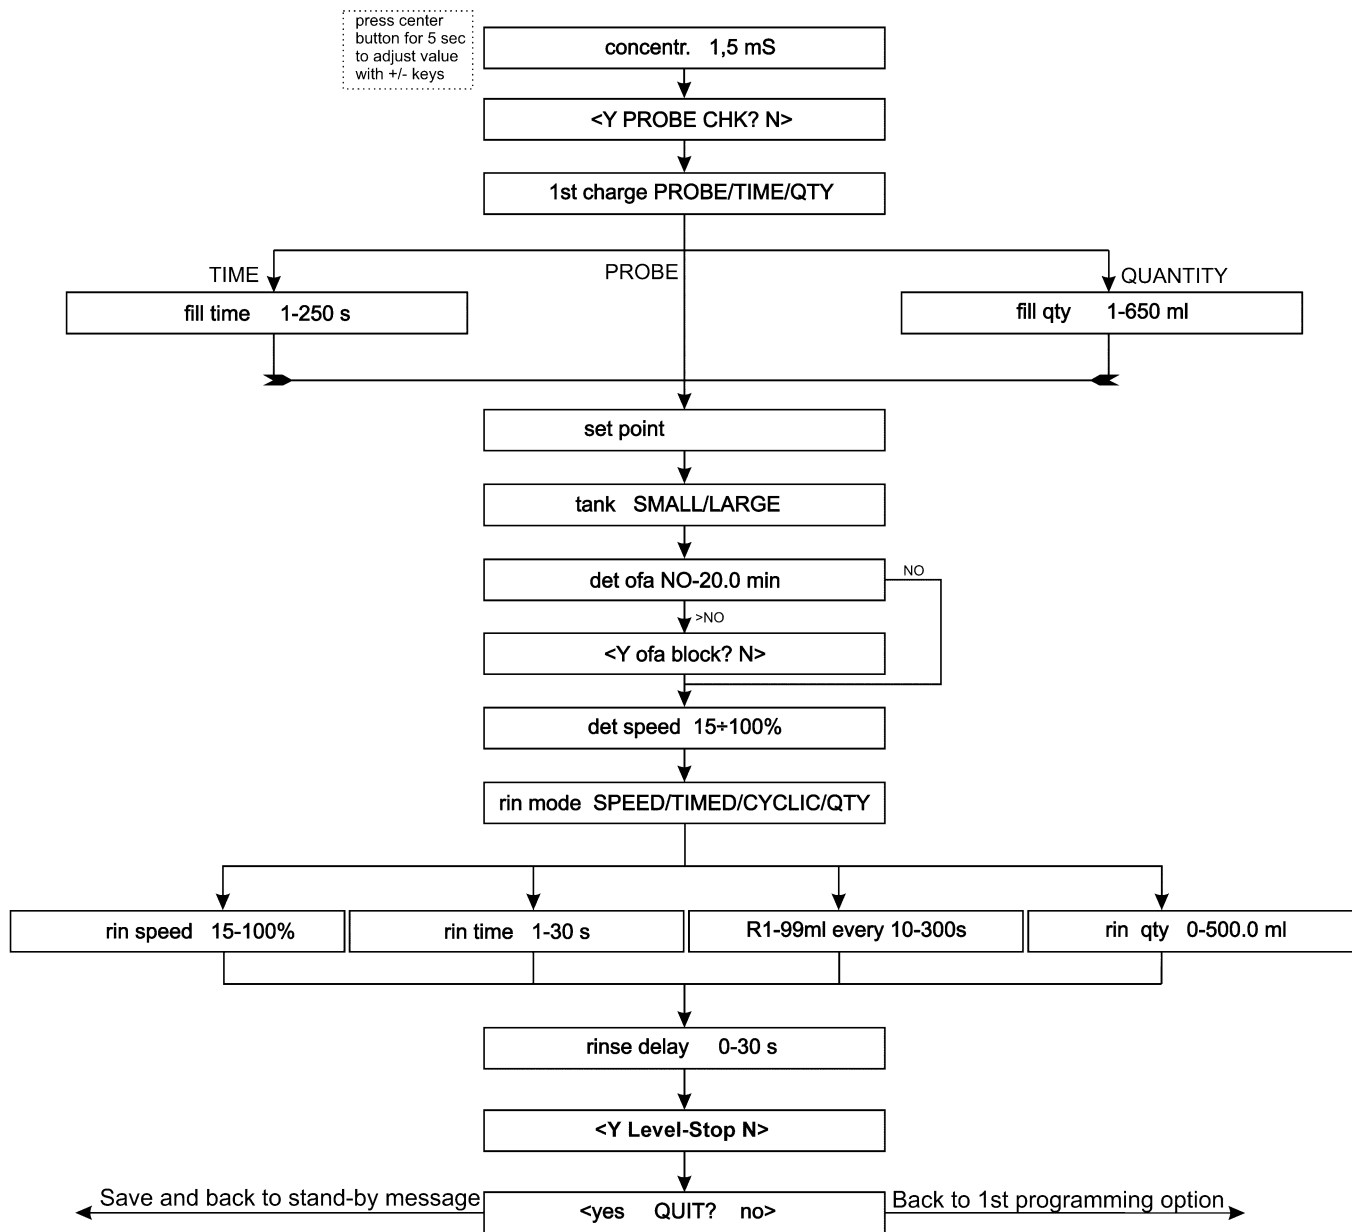 press center
button for 5 sec
to adjust value
with +/- keys
concentr. 1,5 mS
<Y PROBE CHK? N>
1st charge PROBE/TIME/QTY
TIME
PROBE
QUANTITY
fill time 1-250 s
fill qty 1-650 ml
set point
tank SMALL/LARGE
det ofa NO-20.0 min
NO
>NO
<Y ofa block? N>
det speed 15÷100%
rin mode SPEED/TIMED/CYCLIC/QTY
rin speed 15-100%
rin time 1-30 s
R1-99ml every 10-300s
rin qty 0-500.0 ml
rinse delay 0-30 s
<Y Level-Stop N>
Save and back to stand-by message
<yes QUIT? no>
Back to 1st programming option